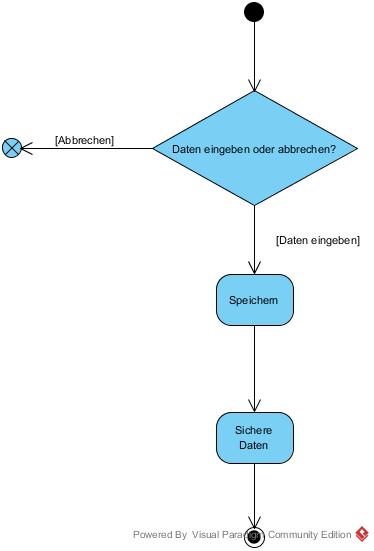 [Abbrechen]
Daten eingeben oder abbrechen?
[Daten eingeben]
Speichern
Sichere
Daten
Powered By Visual Paradigm Community Edition